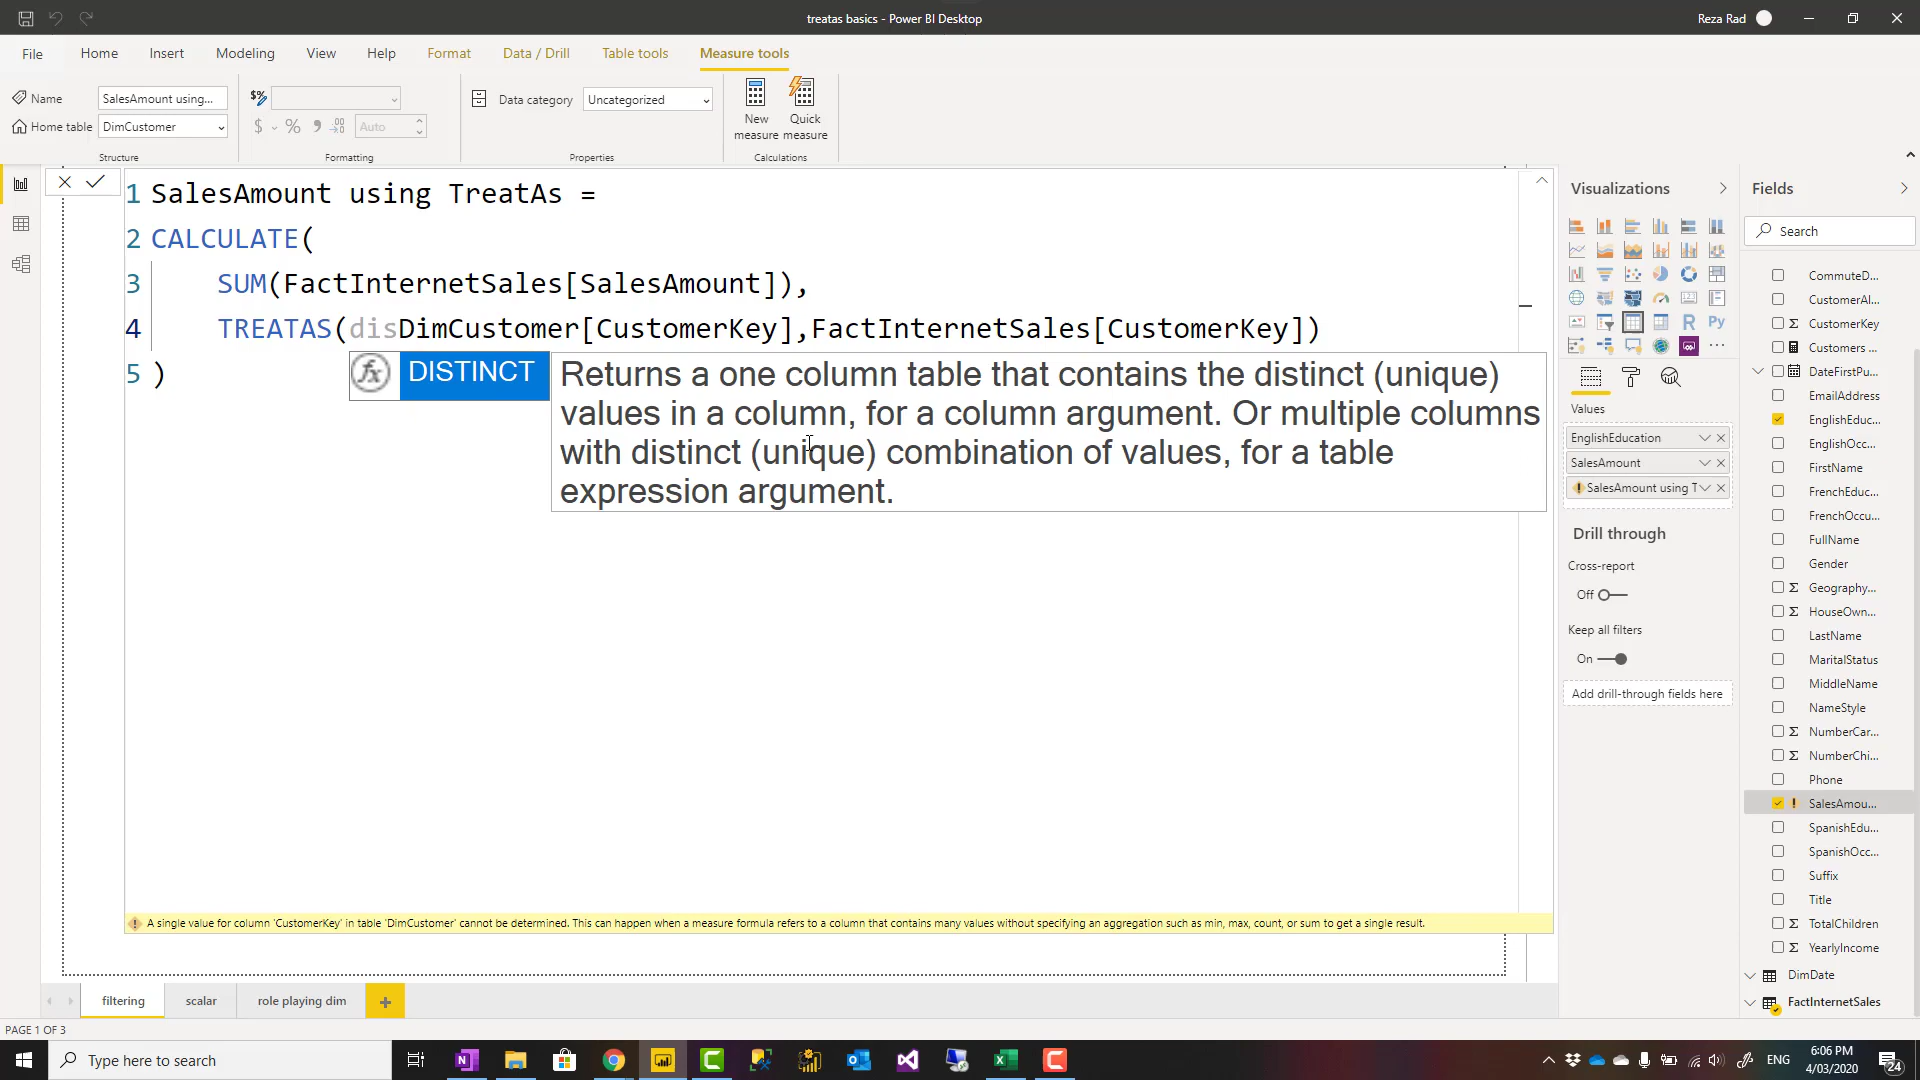 treatas basics - Power BI Desktop
Reza Rad
File
Home
Insert
Modeling
View
Help
Format
Data / Drill
Table tools
Measure tools
Name
SalesAmount using...
Home table
DimCustomer
Structure
$%
$
%
Auto
Formatting
Data category
Uncategorized
Properties
New
measure
Quick
measure
Calculations
1 SalesAmount using TreatAs =
2 CALCULATE(
3 SUM(FactInternetSales[SalesAmount]),
4 TREATAS(disDimCustomer[CustomerKey],FactInternetSales[CustomerKey])
5 )
fx DISTINCT
Returns a one column table that contains the distinct (unique)
values in a column, for a column argument. Or multiple columns
with distinct (unique) combination of values, for a table
expression argument.
A single value for column 'CustomerKey' in table 'DimCustomer' cannot be determined. This can happen when a measure formula refers to a column that contains many values without specifying an aggregation such as min, max, count, or sum to get a single result.
filtering
scalar
role playing dim
PAGE 1 OF 3
Visualizations
R
Py
Values
EnglishEducation
SalesAmount
SalesAmount using T
Drill through
Cross-report
Off
Keep all filters
On
Add drill-through fields here
Fields
Search
CommuteD...
CustomerAl...
CustomerKey
Customers ...
DateFirstPu...
EmailAddress
EnglishEduc...
EnglishOcc...
FirstName
FrenchEduc...
FrenchOccu...
FullName
Gender
Geography...
HouseOwn...
LastName
MaritalStatus
MiddleName
NameStyle
NumberCar...
NumberChi...
Phone
SalesAmou...
SpanishEdu...
SpanishOcc...
Suffix
Title
TotalChildren
YearlyIncome
DimDate
FactInternetSales
Type here to search
ENG
6:06 PM
4/03/2020
24